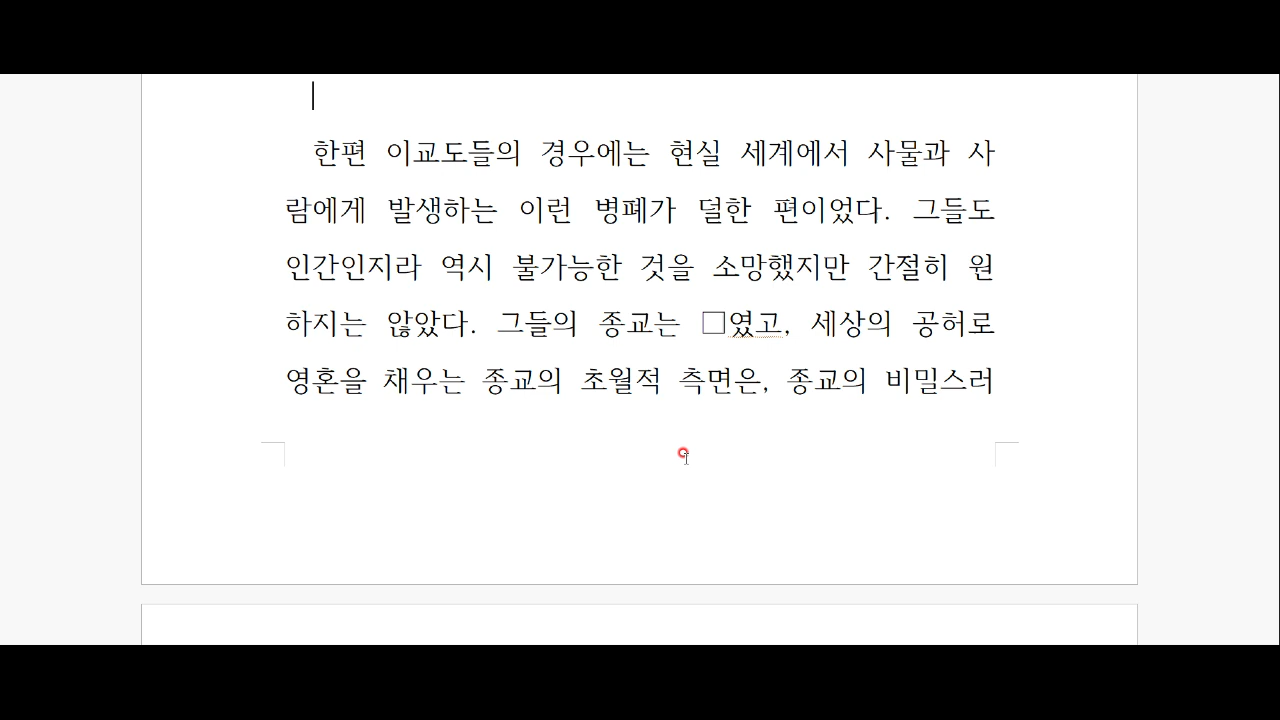 한편 이교도들의 경우에는 현실 세계에서 사물과 사
람에게 발생하는 이런 병폐가 덜한 편이었다. 그들도
인간인지라 역시 불가능한 것을 소망했지만 간절히 원
하지는 않았다. 그들의 종교는 □였고, 세상의 공허로
영혼을 채우는 종교의 초월적 측면은, 종교의 비밀스러